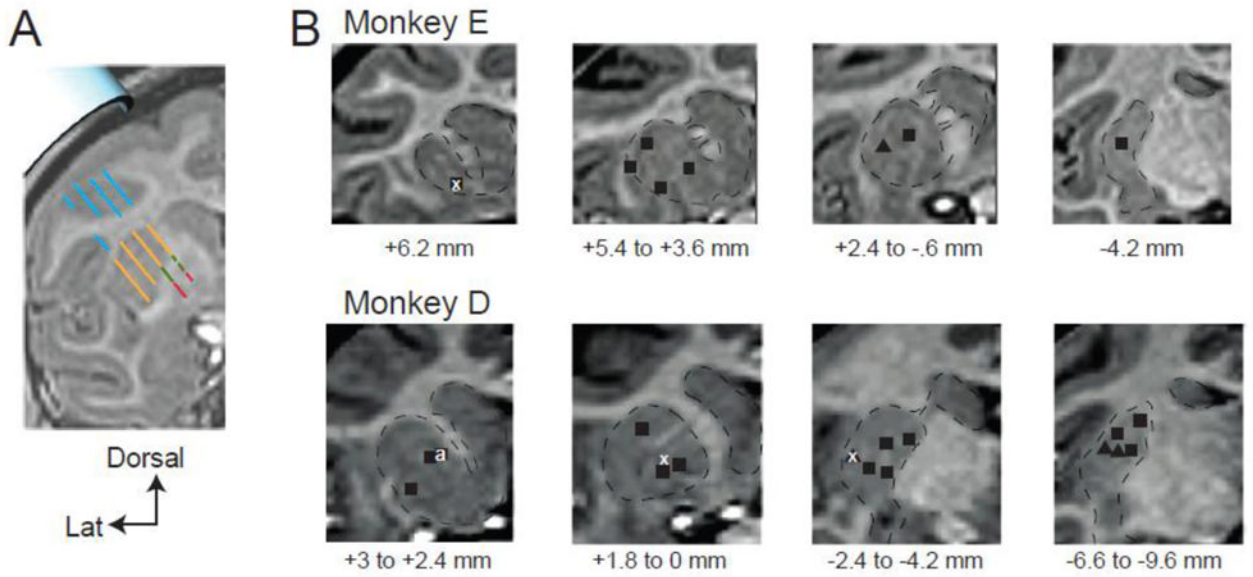 A
B
Monkey E
x
+6.2 mm
+5.4 to +3.6 mm
+2.4 to -.6 mm
-4.2 mm
Monkey D
a
x
x
+3 to +2.4 mm
+1.8 to 0 mm
-2.4 to -4.2 mm
-6.6 to -9.6 mm
Dorsal
Lat